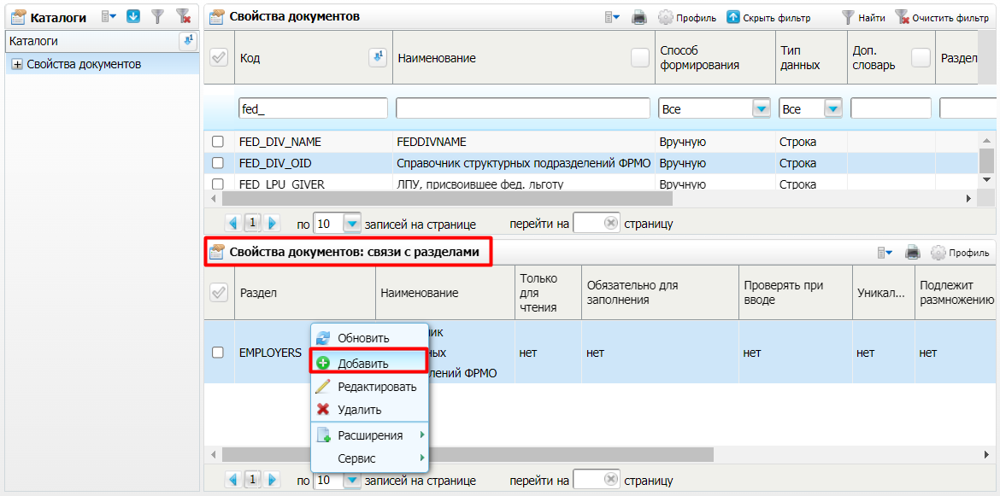 Каталоги
Каталоги
Свойства документов
Свойства документов
Профиль
Скрыть фильтр
Найти
Очистить фильтр
Код
Наименование
Способ
формирования
Тип
данных
Доп.
словарь
Раздел
fed_
Все
Все
FED_DIV_NAME
FEDDIVNAME
Вручную
Строка
FED_DIV_OID
Справочник структурных подразделений ФРМО
Вручную
Строка
FED_LPU_GIVER
ЛПУ, присвоившее фед. льготу
Вручную
Строка
1
по
10
записей на странице
перейти на
страницу
Свойства документов: связи с разделами
Профиль
Раздел
Наименование
Только
для
чтения
Обязательно для
заполнения
Проверять при
вводе
Уникал...
Подлежит
размножению
EMPLOYERS
ник
ных
лений ФРМО
нет
нет
нет
нет
нет
Обновить
Добавить
Редактировать
Удалить
Расширения
Сервис
1
по
10
записей на странице
перейти на
страницу